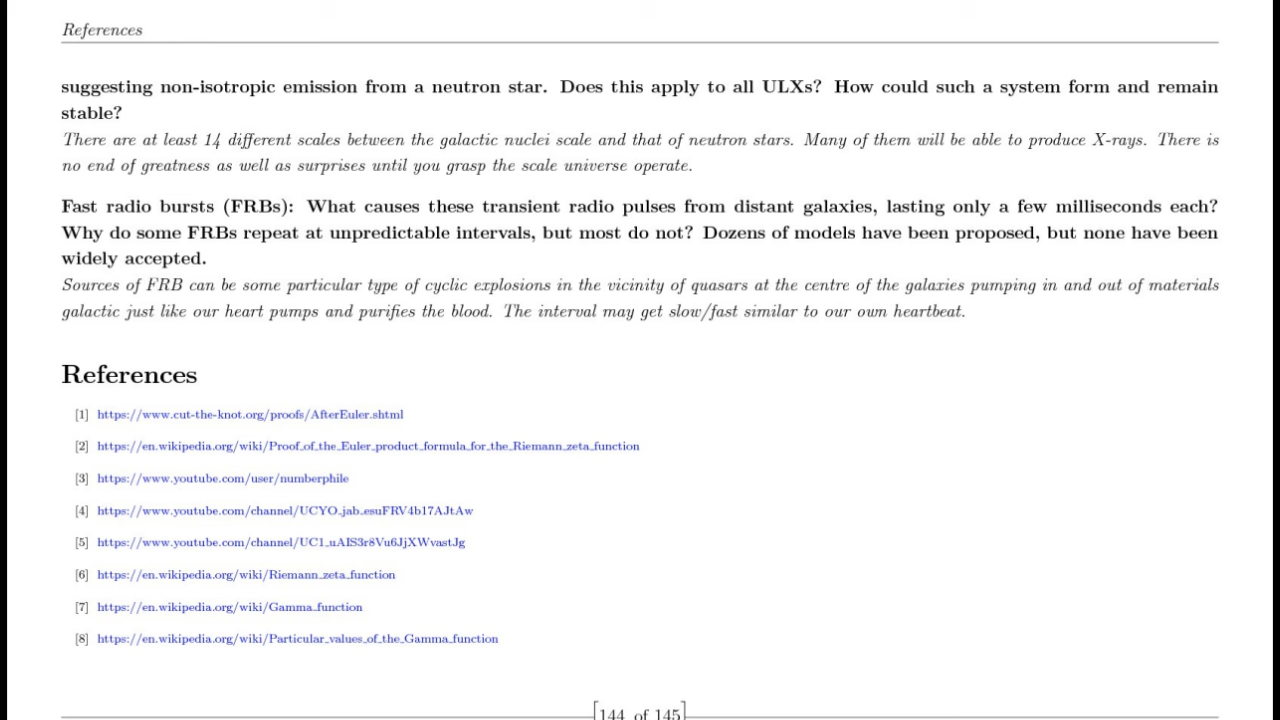 References
suggesting non-isotropic emission from a neutron star. Does this apply to all ULXs? How could such a system form and remain
stable?
There are at least 14 different scales between the galactic nuclei scale and that of neutron stars. Many of them will be able to produce X-rays. There is
no end of greatness as well as surprises until you grasp the scale universe operate.
Fast radio bursts (FRBs): What causes these transient radio pulses from distant galaxies, lasting only a few milliseconds each?
Why do some FRBs repeat at unpredictable intervals, but most do not? Dozens of models have been proposed, but none have been
widely accepted.
Sources of FRB can be some particular type of cyclic explosions in the vicinity of quasars at the centre of the galaxies pumping in and out of materials
galactic just like our heart pumps and purifies the blood. The interval may get slow/fast similar to our own heartbeat.
References
[1] https://www.cut-the-knot.org/proofs/AfterEuler.shtml
[2] https://en.wikipedia.org/wiki/Proof_of_the_Euler_product_formula_for_the_Riemann_zeta_function
[3] https://www.youtube.com/user/numberphile
[4] https://www.youtube.com/channel/UCYO_jab_esuFRV4b17AJtAw
[5] https://www.youtube.com/channel/UC1_uAIS3r8Vu6JjXWvastJg
[6] https://en.wikipedia.org/wiki/Riemann_zeta_function
[7] https://en.wikipedia.org/wiki/Gamma_function
[8] https://en.wikipedia.org/wiki/Particular_values_of_the_Gamma_function
[144 of 145]